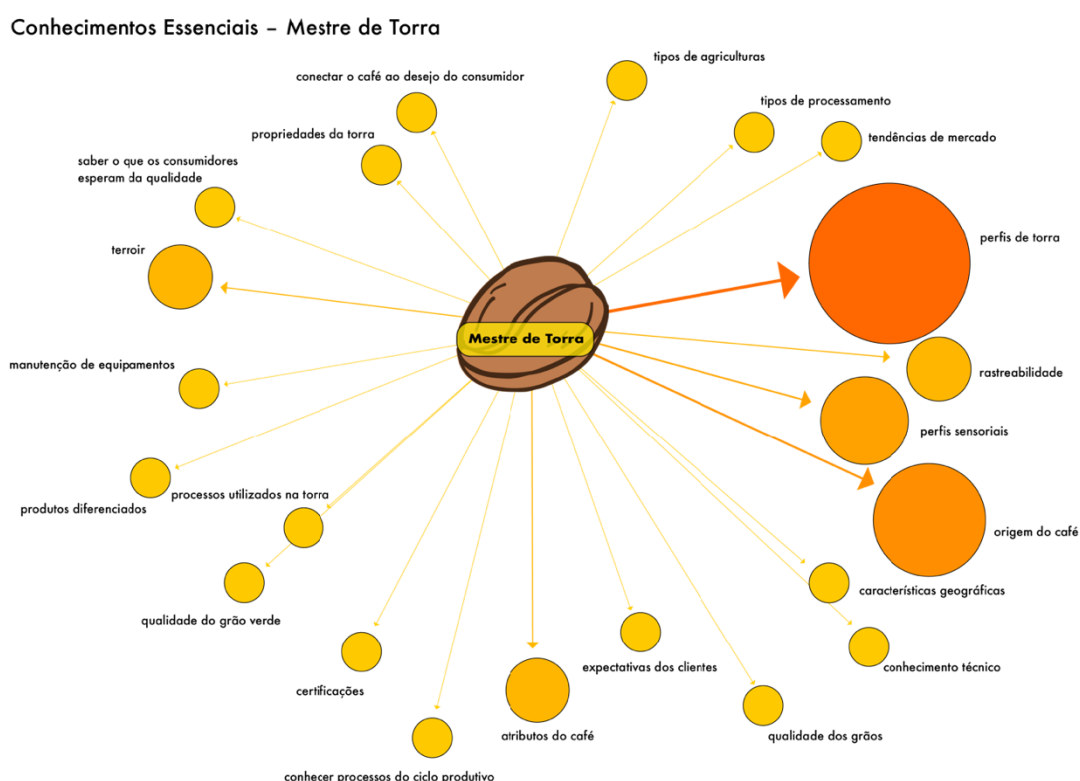 Conhecimentos Essenciais – Mestre de Torra
tipos de agriculturas
conectar o café ao desejo do consumidor
tipos de processamento
propriedades da torra
tendências de mercado
saber o que os consumidores
esperam da qualidade
terroir
perfis de torra
Mestre de Torra
manutenção de equipamentos
rastreabilidade
perfis sensoriais
produtos diferenciados
processos utilizados na torra
origem do café
características geográficas
qualidade do grão verde
expectativas dos clientes
conhecimento técnico
certificações
atributos do café
qualidade dos grãos
conhecer processos do ciclo produtivo